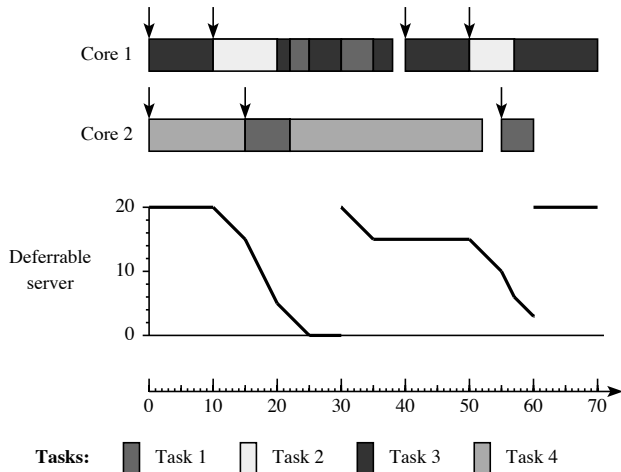 Core 1
Core 2
20
Deferrable
server
10
0
0 10 20 30 40 50 60 70
Tasks: Task 1 Task 2 Task 3 Task 4